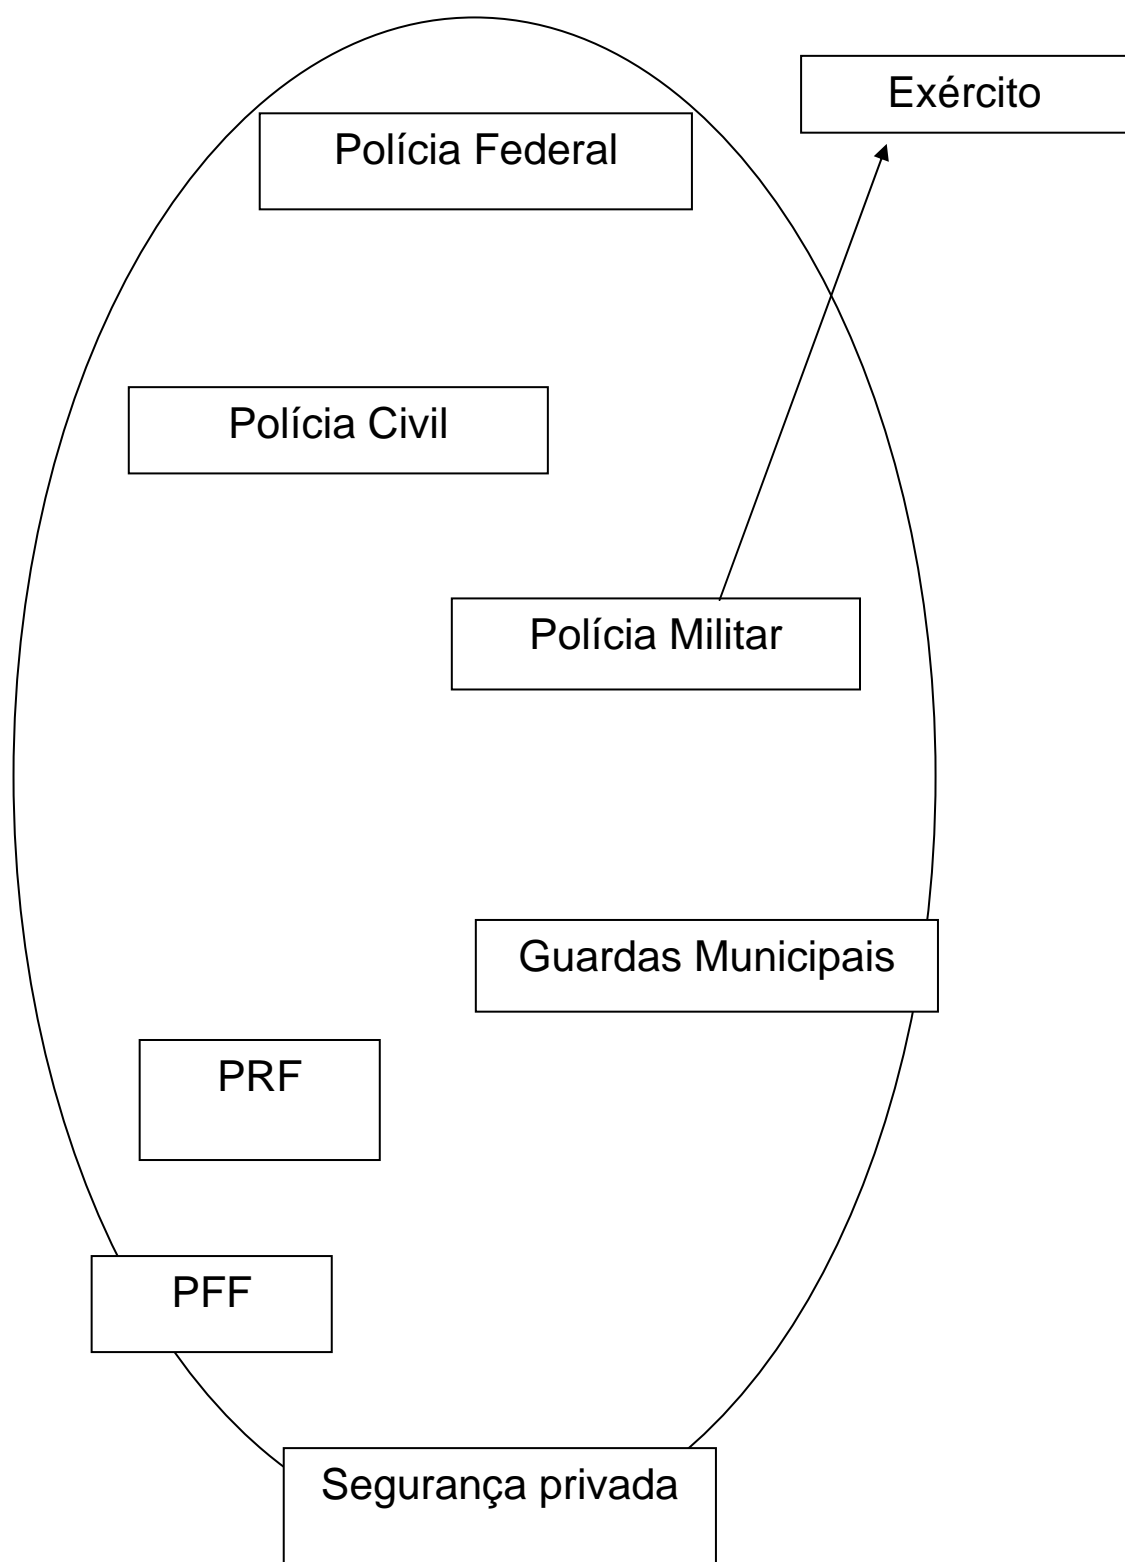 Exército
Polícia Federal
Polícia Civil
Polícia Militar
Guardas Municipais
PRF
PFF
Segurança privada